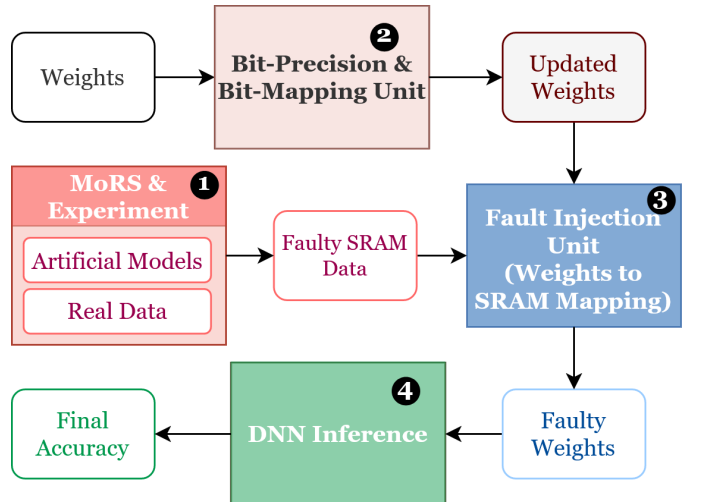 Weights
2
Bit-Precision &
Bit-Mapping Unit
Updated
Weights
MoRS &
Experiment
1
Artificial Models
Real Data
Faulty SRAM
Data
3
Fault Injection
Unit
(Weights to
SRAM Mapping)
Final
Accuracy
4
DNN Inference
Faulty
Weights